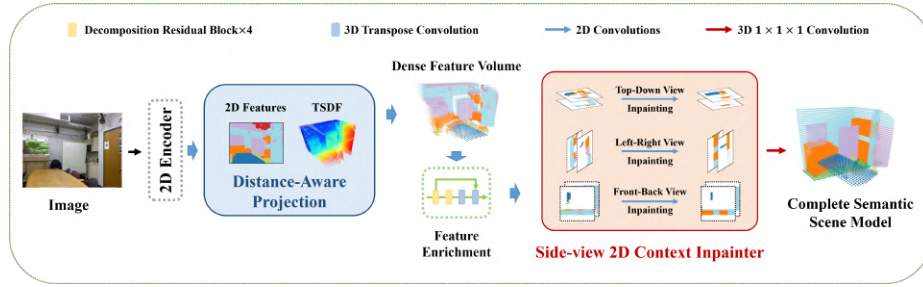 Decomposition Residual Block×4
3D Transpose Convolution
2D Convolutions
3D 1 × 1 × 1 Convolution
Image
2D Encoder
2D Features
TSDF
Distance-Aware
Projection
Dense Feature Volume
Feature
Enrichment
Top-Down View
Inpainting
Left-Right View
Inpainting
Front-Back View
Inpainting
Side-view 2D Context Inpainter
Complete Semantic
Scene Model